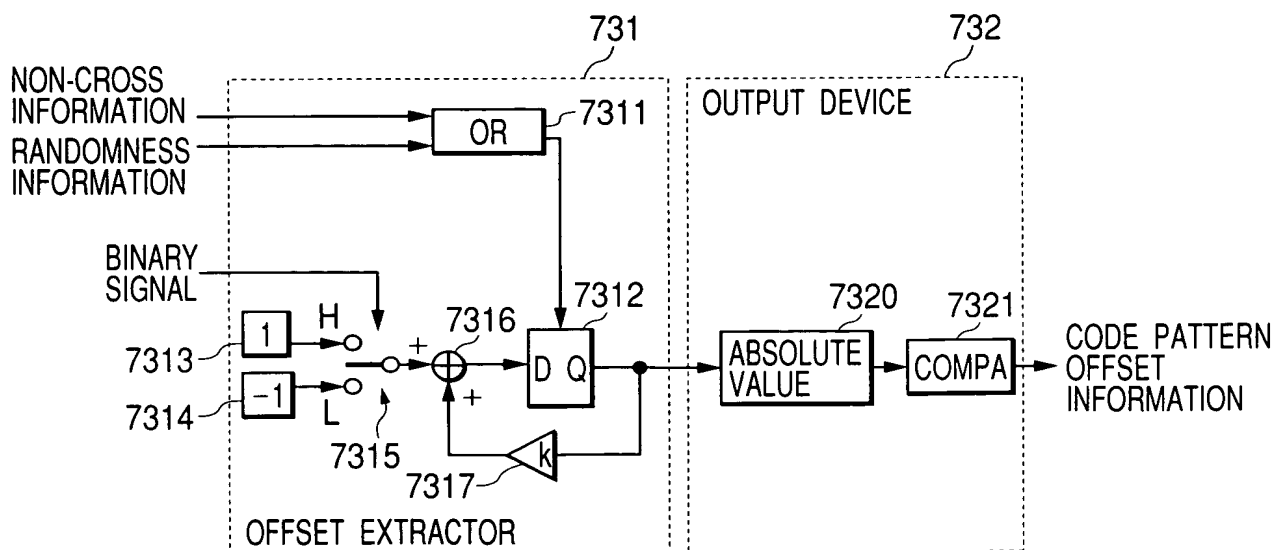 731
732
NON-CROSS
INFORMATION
RANDOMNESS
INFORMATION
OR
7311
OUTPUT DEVICE
BINARY
SIGNAL
7313
1
H
7314
-1
L
7315
+
7316
+
7312
D Q
k
7317
7320
ABSOLUTE
VALUE
7321
COMPA
CODE PATTERN
OFFSET
INFORMATION
OFFSET EXTRACTOR